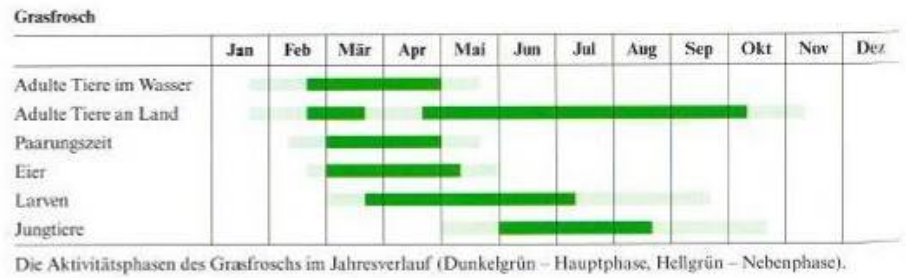 Grasfrosch
Jan Feb Mär Apr Mai Jun Jul Aug Sep Okt Nov Dez
Adulte Tiere im Wasser
Adulte Tiere an Land
Paarungszeit
Eier
Larven
Jungtiere
Die Aktivitätsphasen des Grasfroschs im Jahresverlauf (Dunkelgrün – Hauptphase, Hellgrün – Nebenphase).